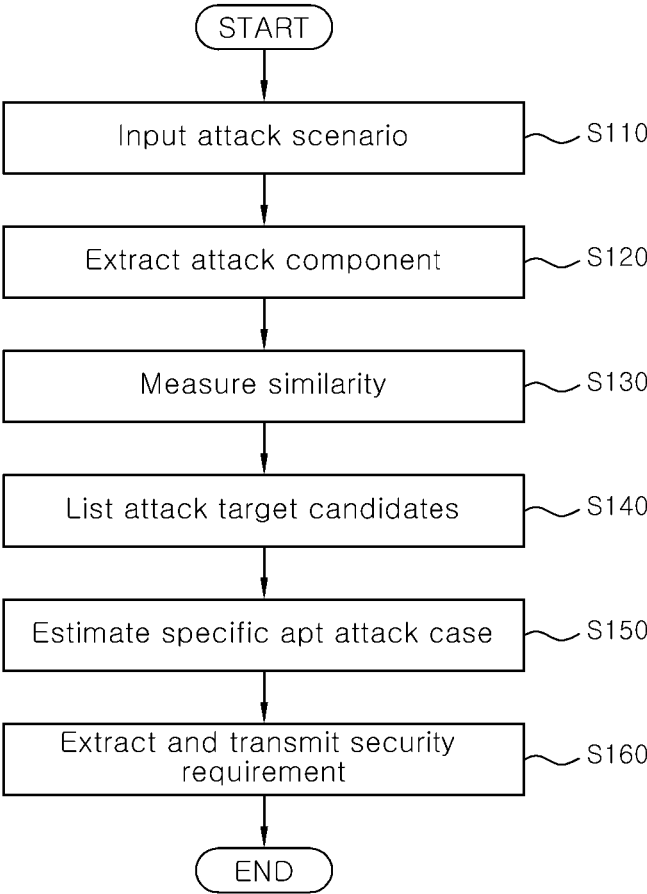 START
Input attack scenario
S110
Extract attack component
S120
Measure similarity
S130
List attack target candidates
S140
Estimate specific apt attack case
S150
Extract and transmit security
requirement
S160
END